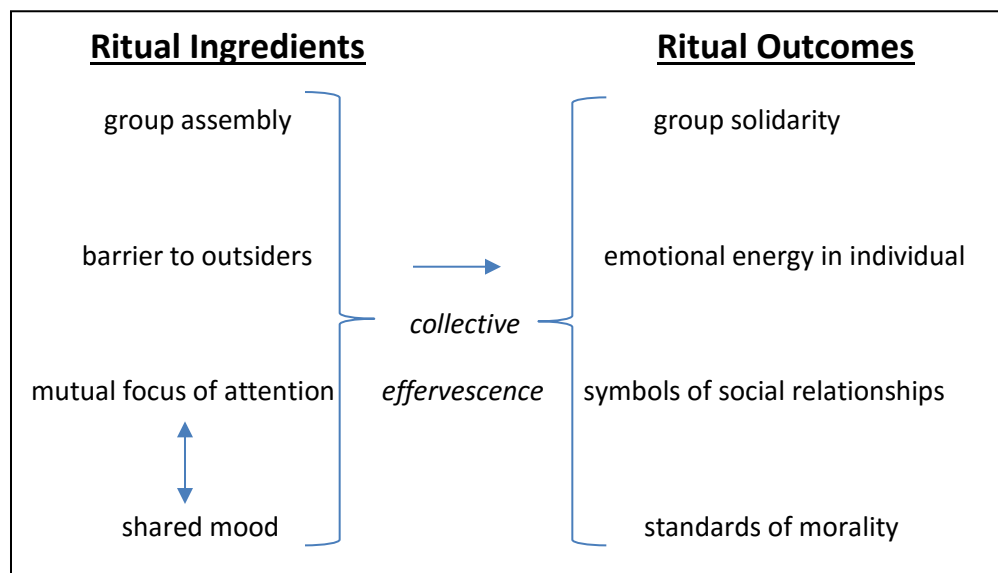 Ritual Ingredients
group assembly
barrier to outsiders
mutual focus of attention
shared mood
collective
effervescence
Ritual Outcomes
group solidarity
emotional energy in individual
symbols of social relationships
standards of morality